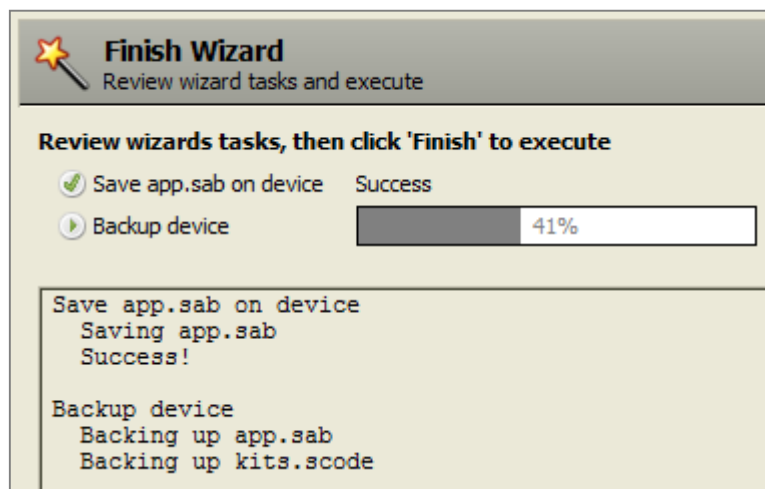 Finish Wizard
Review wizard tasks and execute
Review wizards tasks, then click 'Finish' to execute
Save app.sab on device Success
Backup device 41%
Save app.sab on device
Saving app.sab
Success!
Backup device
Backing up app.sab
Backing up kits.scode